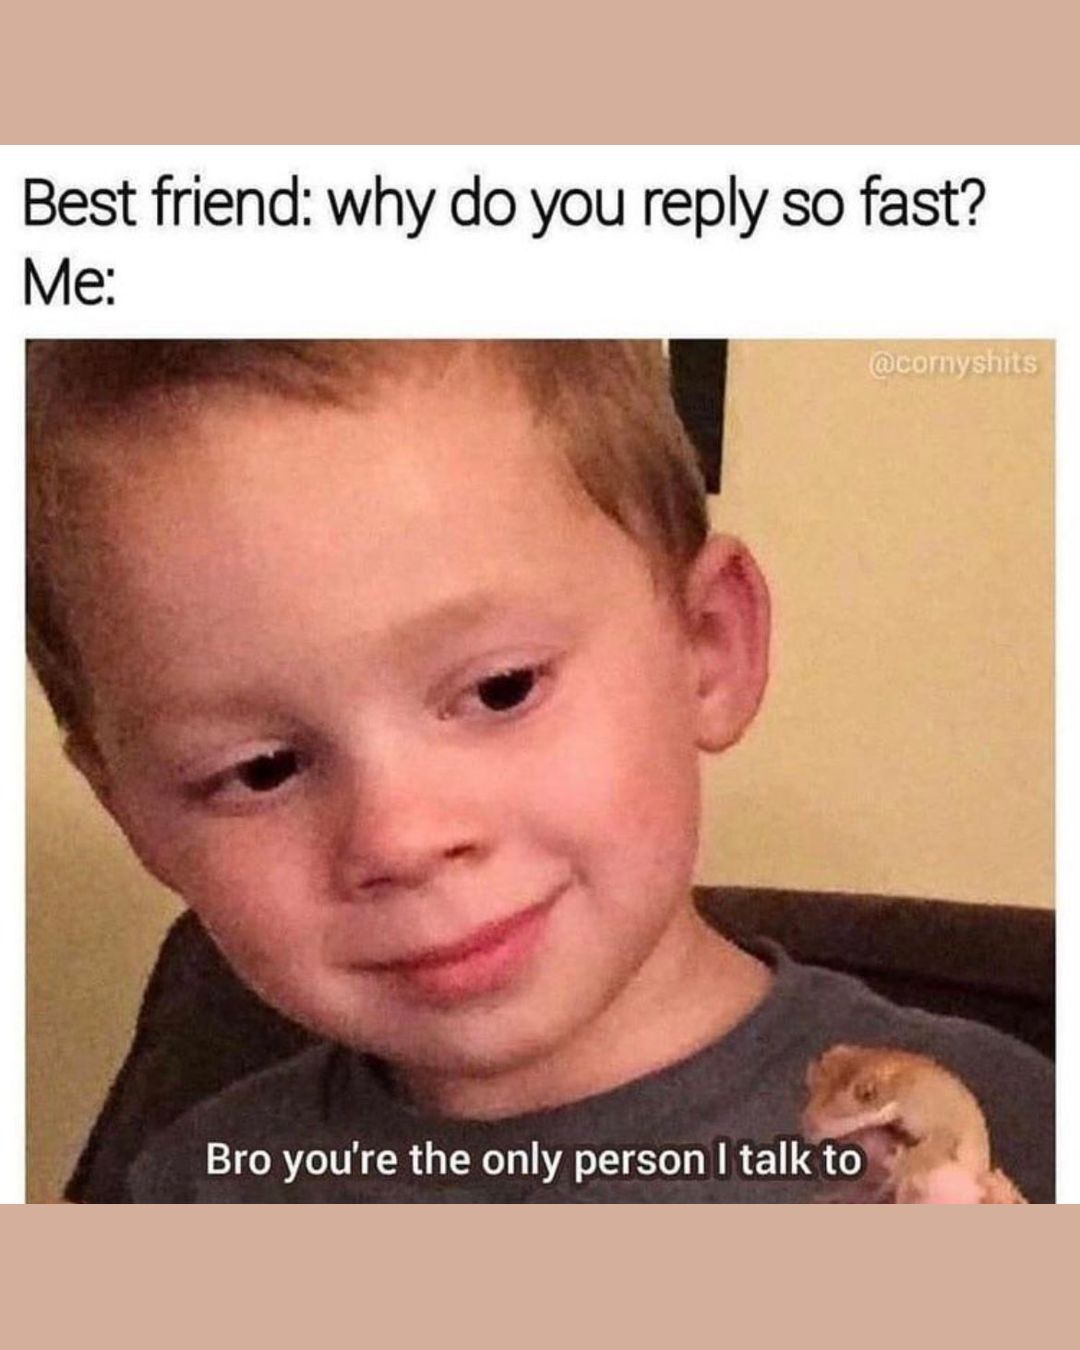 Best friend: why do you reply so fast?
Me:
@cornyshits
Bro you're the only person I talk to